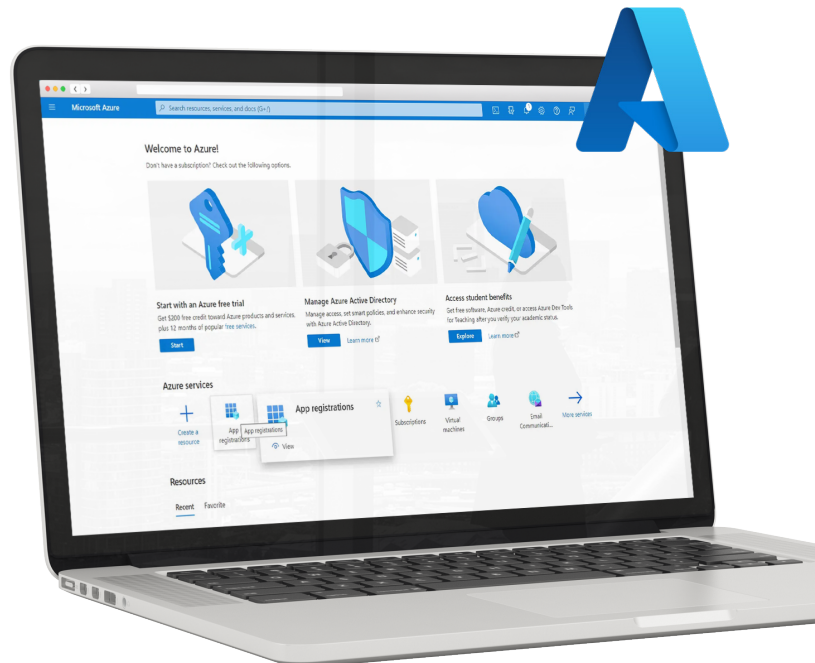 Microsoft Azure
Search resources, services, and docs (G+/)
Welcome to Azure!
Don't have a subscription? Check out the following options.
Start with an Azure free trial
Get $200 free credit toward Azure products and services,
plus 12 months of popular free services.
Start
Manage Azure Active Directory
Manage access, set smart policies, and enhance security
with Azure Active Directory.
View
Learn more
Access student benefits
Get free software, Azure credit, or access Azure Dev Tools
for Teaching after you verify your academic status.
Explore
Learn more
Azure services
Create a
resource
App
registrations
App registrations
App registrations
View
Subscriptions
Virtual
machines
Groups
Email
Communicati...
More services
Resources
Recent
Favorite